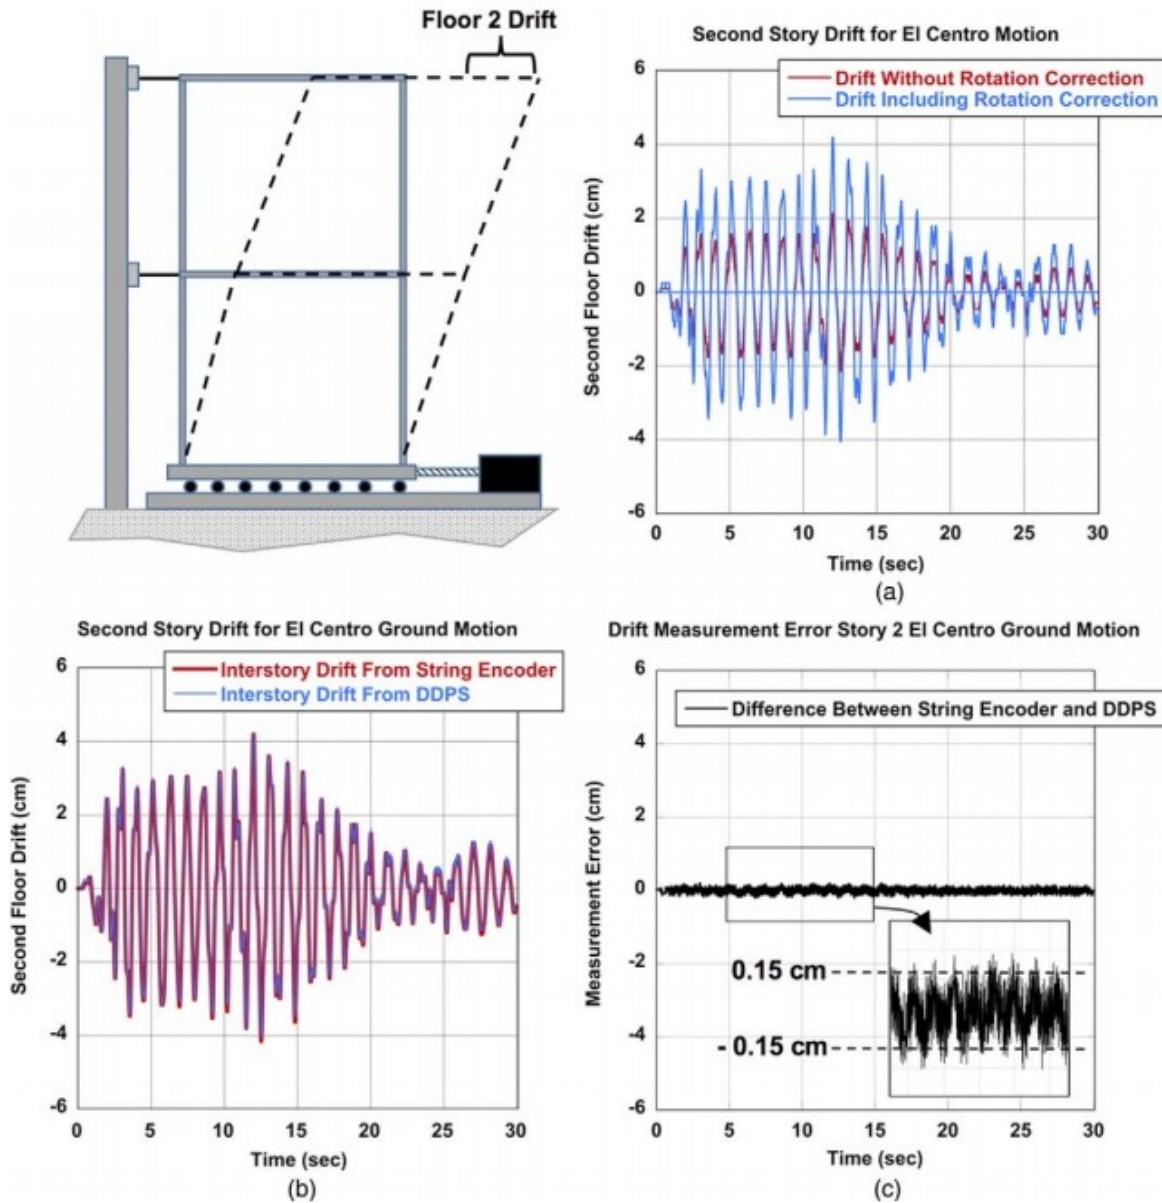 Floor 2 Drift
Second Story Drift for El Centro Motion
Drift Without Rotation Correction
Drift Including Rotation Correction
6
4
2
0
-2
-4
-6
Second Floor Drift (cm)
0 5 10 15 20 25 30
Time (sec)
(a)
Second Story Drift for El Centro Ground Motion
Interstory Drift From String Encoder
Interstory Drift From DDPS
6
4
2
0
-2
-4
-6
Second Floor Drift (cm)
0 5 10 15 20 25 30
Time (sec)
(b)
Drift Measurement Error Story 2 El Centro Ground Motion
Difference Between String Encoder and DDPS
6
4
2
0
-2
-4
-6
Measurement Error (cm)
0.15 cm
- 0.15 cm
0 5 10 15 20 25 30
Time (sec)
(c)